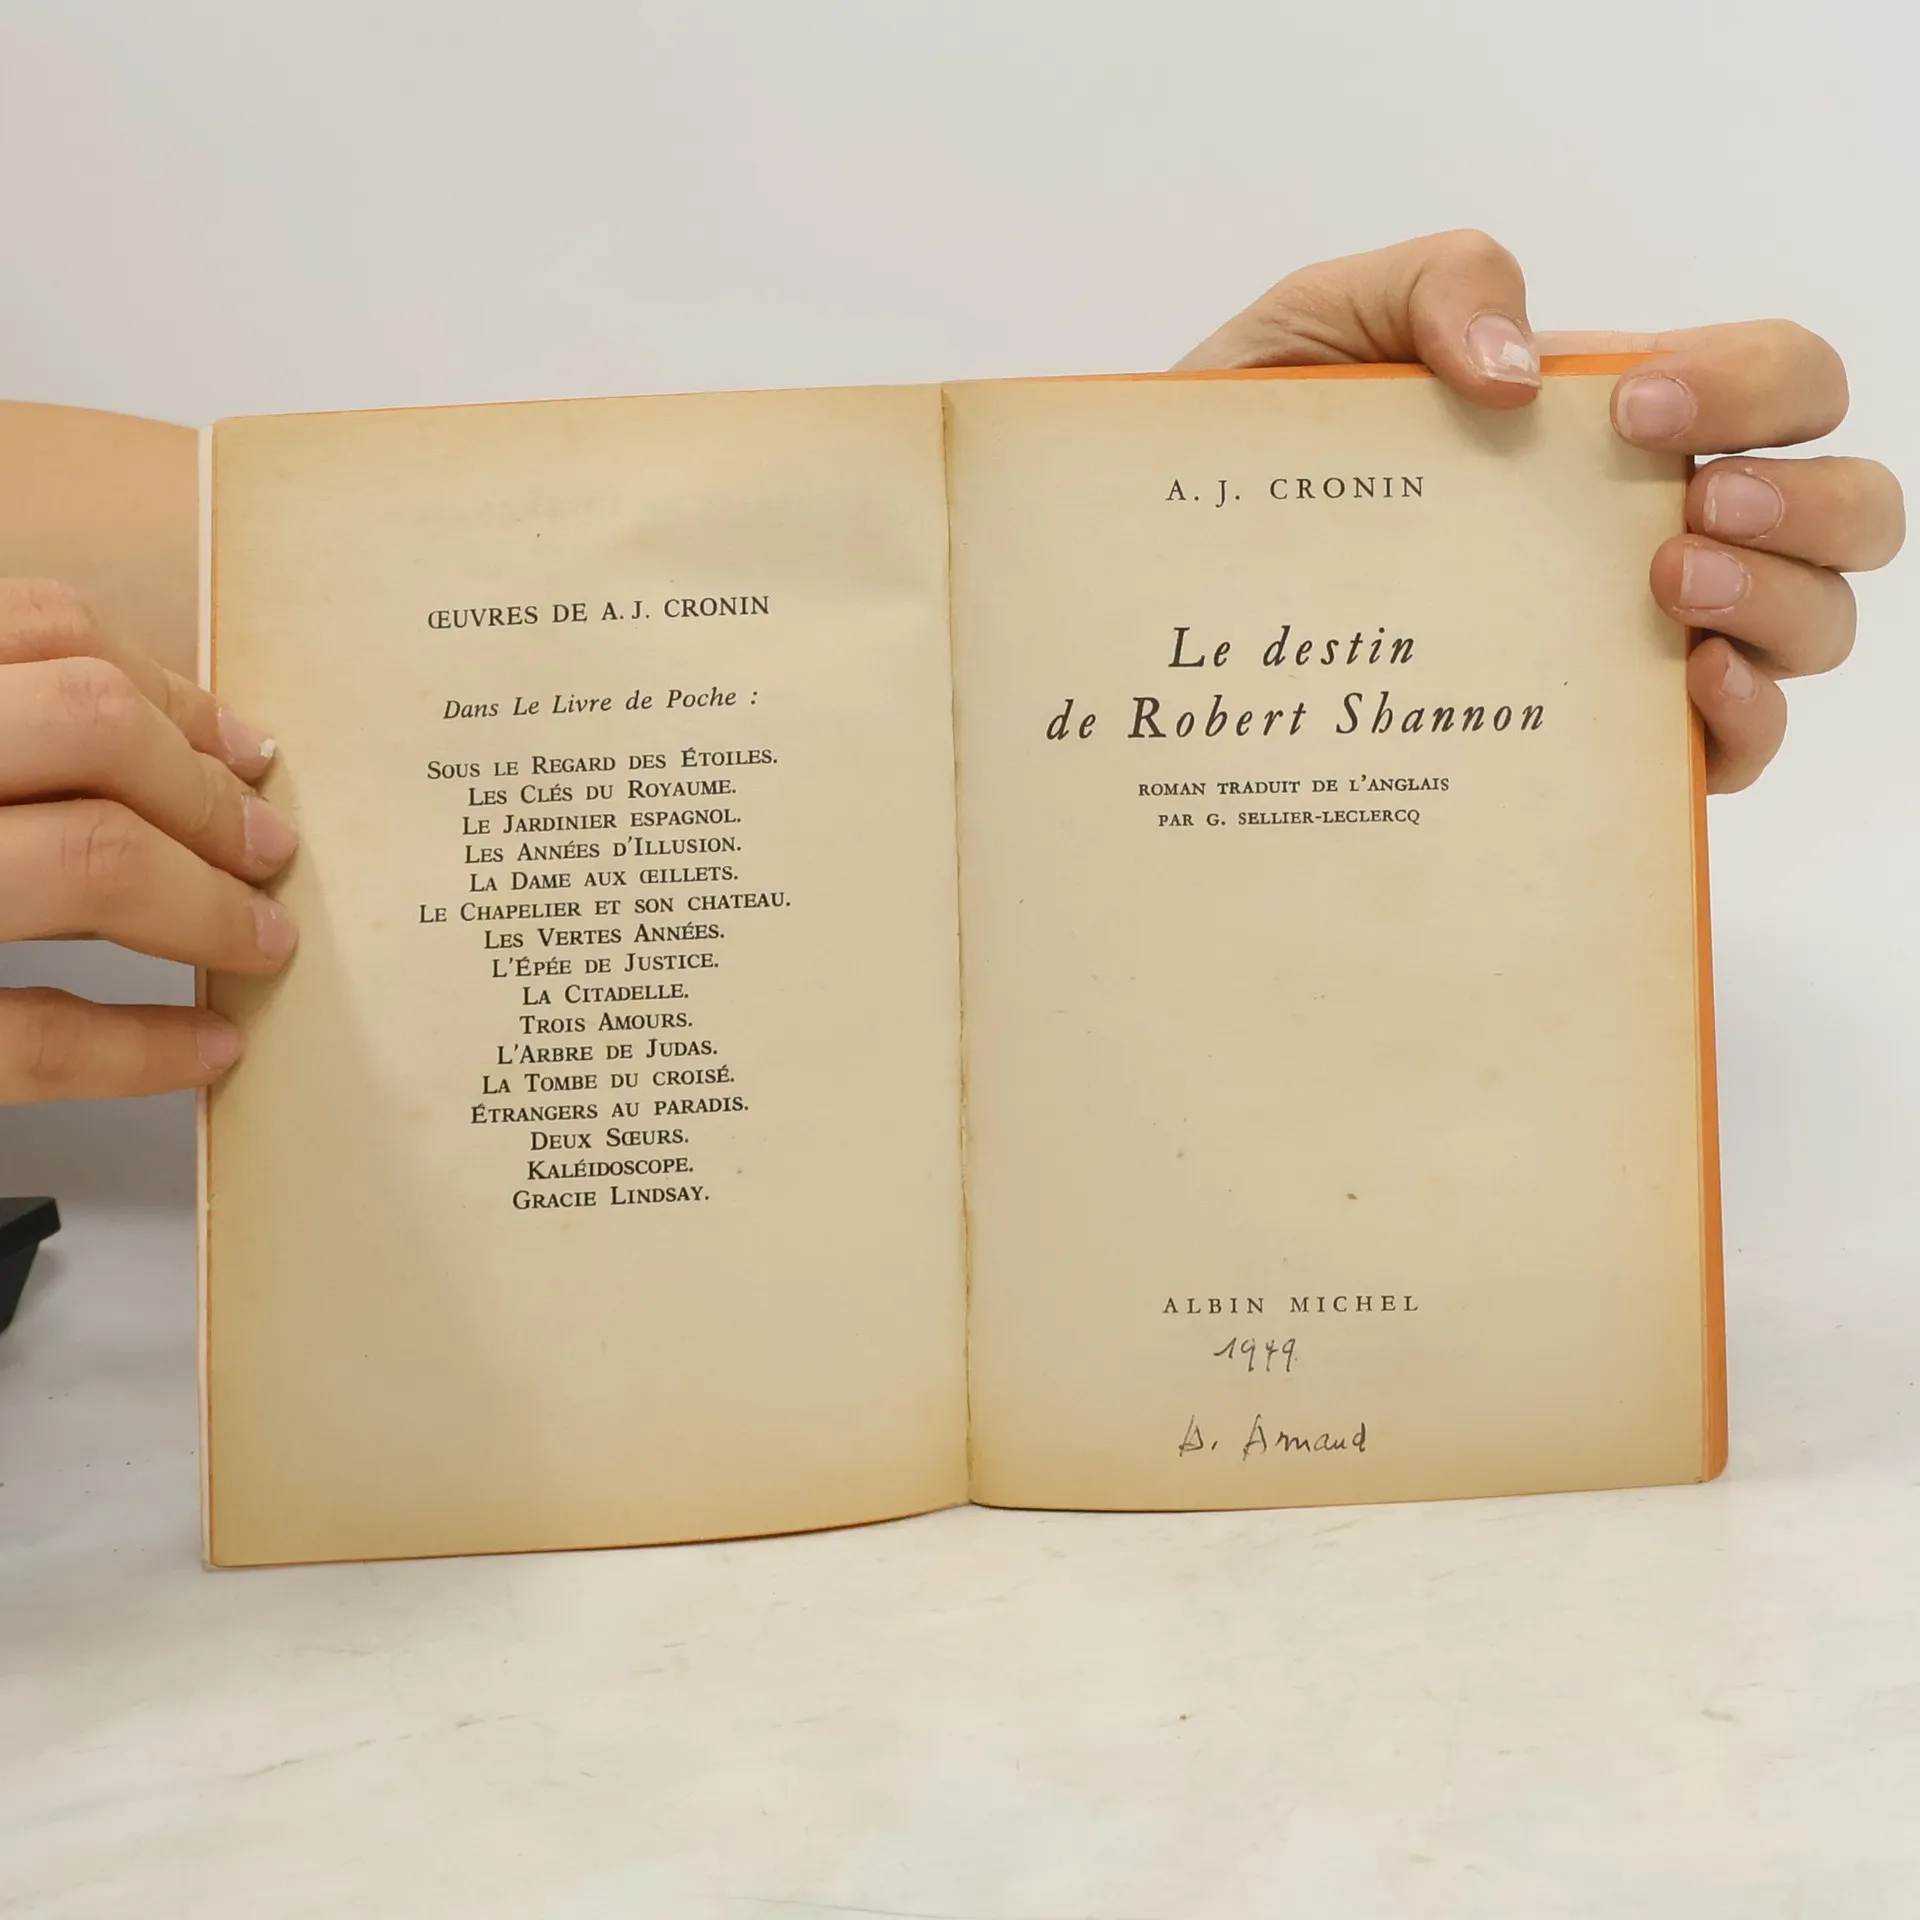 ŒUVRES DE A. J. CRONIN
Dans Le Livre de Poche :
Sous le Regard des Étoiles.
Les Clés du Royaume.
Le Jardinier espagnol.
Les Années d'Illusion.
La Dame aux œillets.
Le Chapelier et son chateau.
Les Vertes Années.
L'Épée de Justice.
La Citadelle.
Trois Amours.
L'Arbre de Judas.
La Tombe du croisé.
Étrangers au paradis.
Deux Sœurs.
Kaléidoscope.
Gracie Lindsay.
A. J. CRONIN
Le destin
de Robert Shannon
ROMAN TRADUIT DE L'ANGLAIS
PAR G. SELLIER-LECLERCQ
ALBIN MICHEL
1949
A. Arnaud